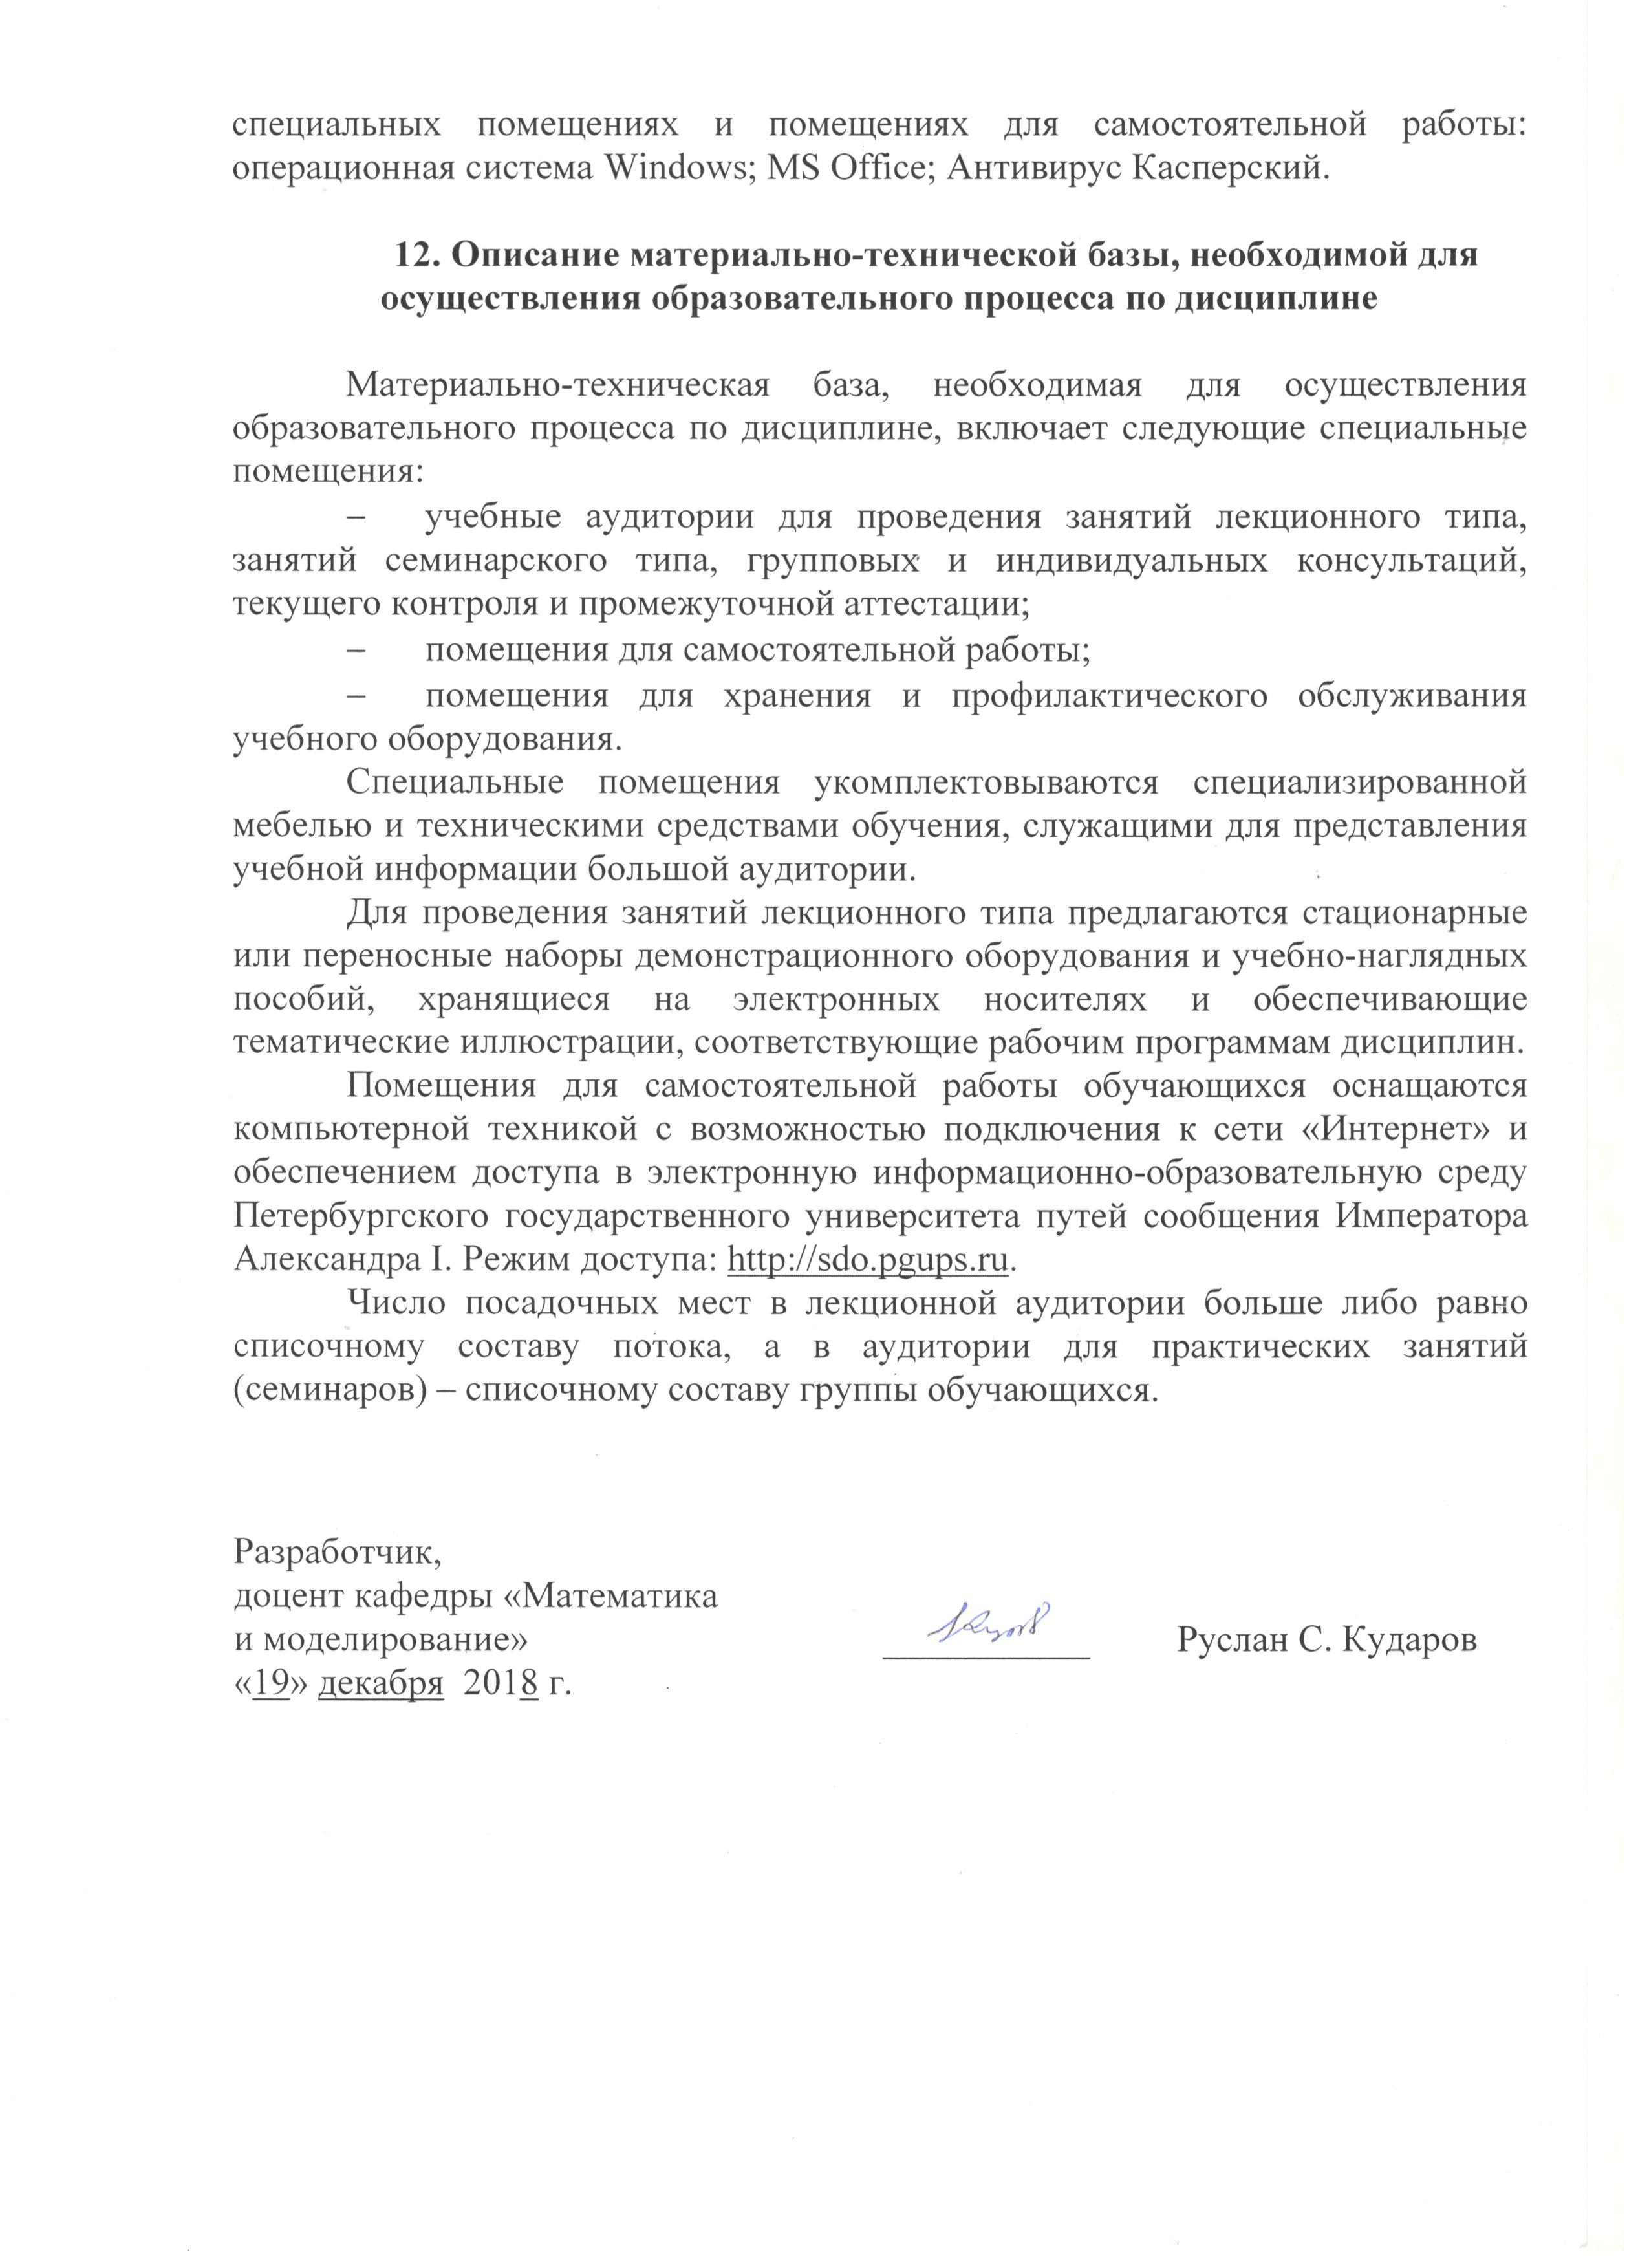 специальных помещениях и помещениях для самостоятельной работы:
операционная система Windows; MS Office; Антивирус Касперский.
12. Описание материально-технической базы, необходимой для
осуществления образовательного процесса по дисциплине
Материально-техническая база, необходимая для осуществления
образовательного процесса по дисциплине, включает следующие специальные
помещения:
– учебные аудитории для проведения занятий лекционного типа,
занятий семинарского типа, групповых и индивидуальных консультаций,
текущего контроля и промежуточной аттестации;
– помещения для самостоятельной работы;
– помещения для хранения и профилактического обслуживания
учебного оборудования.
Специальные помещения укомплектовываются специализированной
мебелью и техническими средствами обучения, служащими для представления
учебной информации большой аудитории.
Для проведения занятий лекционного типа предлагаются стационарные
или переносные наборы демонстрационного оборудования и учебно-наглядных
пособий, хранящиеся на электронных носителях и обеспечивающие
тематические иллюстрации, соответствующие рабочим программам дисциплин.
Помещения для самостоятельной работы обучающихся оснащаются
компьютерной техникой с возможностью подключения к сети «Интернет» и
обеспечением доступа в электронную информационно-образовательную среду
Петербургского государственного университета путей сообщения Императора
Александра I. Режим доступа: http://sdo.pgups.ru.
Число посадочных мест в лекционной аудитории больше либо равно
списочному составу потока, а в аудитории для практических занятий
(семинаров) – списочному составу группы обучающихся.
Разработчик,
доцент кафедры «Математика
и моделирование» Руслан С. Кударов
«19» декабря 2018 г.